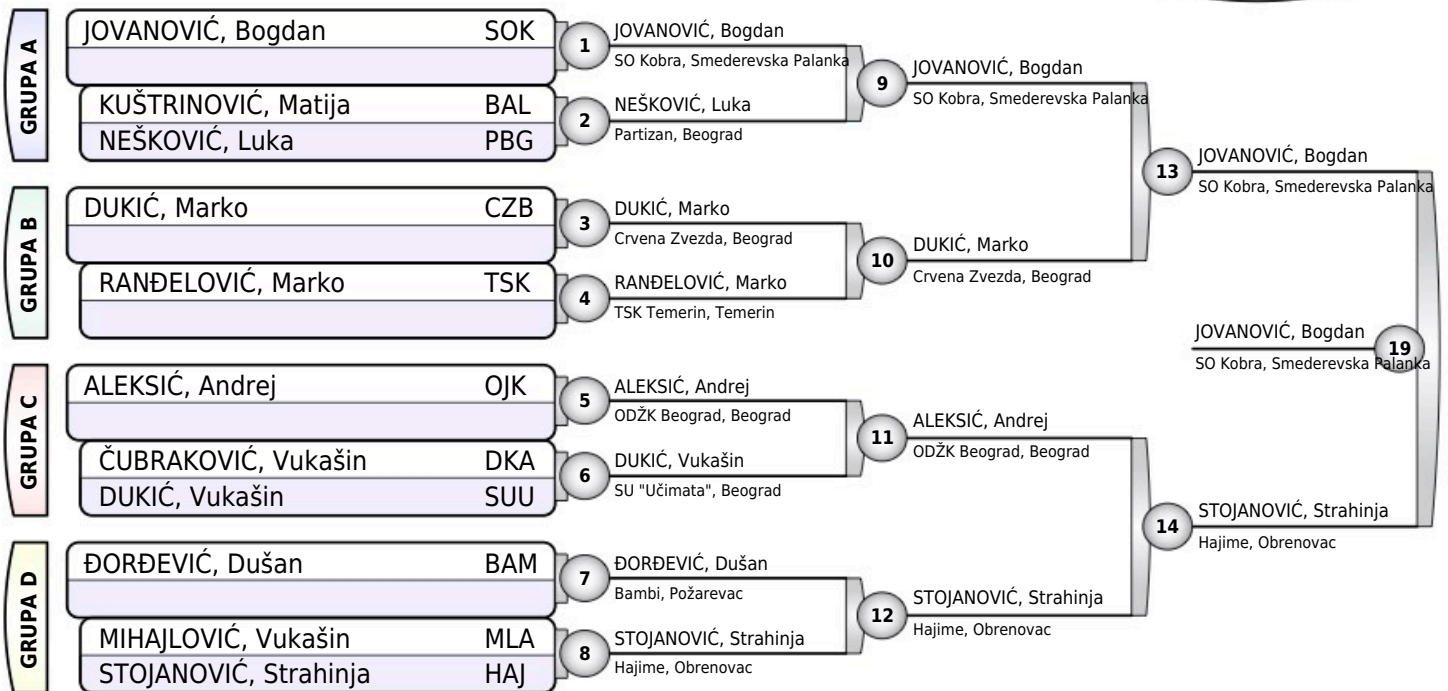 GRUPA A
JOVANOVIĆ, Bogdan SOK
KUŠTRINOVIĆ, Matija BAL
NEŠKOVIĆ, Luka PBG
GRUPA B
DUKIĆ, Marko CZB
RANĐELOVIĆ, Marko TSK
GRUPA C
ALEKSIĆ, Andrej OJK
ČUBRAKOVIĆ, Vukašin DKA
DUKIĆ, Vukašin SUU
GRUPA D
ĐORĐEVIĆ, Dušan BAM
MIHAJLOVIĆ, Vukašin MLA
STOJANOVIĆ, Strahinja HAJ
1
JOVANOVIĆ, Bogdan
SO Kobra, Smederevska Palanka
2
NEŠKOVIĆ, Luka
Partizan, Beograd
3
DUKIĆ, Marko
Crvena Zvezda, Beograd
4
RANĐELOVIĆ, Marko
TSK Temerin, Temerin
5
ALEKSIĆ, Andrej
ODŽK Beograd, Beograd
6
DUKIĆ, Vukašin
SU "Učimata", Beograd
7
ĐORĐEVIĆ, Dušan
Bambi, Požarevac
8
STOJANOVIĆ, Strahinja
Hajime, Obrenovac
9
JOVANOVIĆ, Bogdan
SO Kobra, Smederevska Palanka
10
DUKIĆ, Marko
Crvena Zvezda, Beograd
11
ALEKSIĆ, Andrej
ODŽK Beograd, Beograd
12
STOJANOVIĆ, Strahinja
Hajime, Obrenovac
13
JOVANOVIĆ, Bogdan
SO Kobra, Smederevska Palanka
14
STOJANOVIĆ, Strahinja
Hajime, Obrenovac
JOVANOVIĆ, Bogdan
19
SO Kobra, Smederevska Palanka